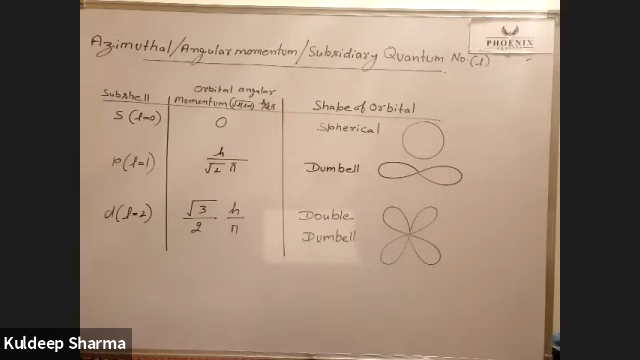 PHOENIX
Azimuthal/Angular momentum/Subsidiary Quantum No. (l)
Subshell
Orbital angular
momentum
Shape of Orbital
S (l=0)
0
Spherical
p (l=1)
h
√2 π
Dumbell
d (l=2)
√3 h
2 π
Double
Dumbell
Kuldeep Sharma